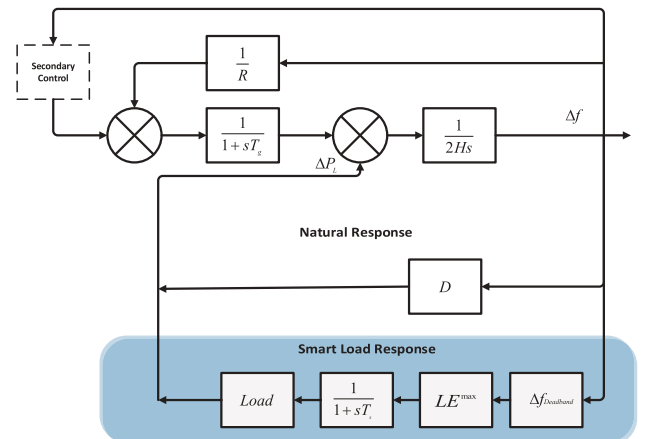 Secondary
Control
1
R
1
1 + sT_g
1
2Hs
Δf
ΔP_L
Natural Response
D
Smart Load Response
Load
1
1 + sT_s
LE^max
Δf_Deadband